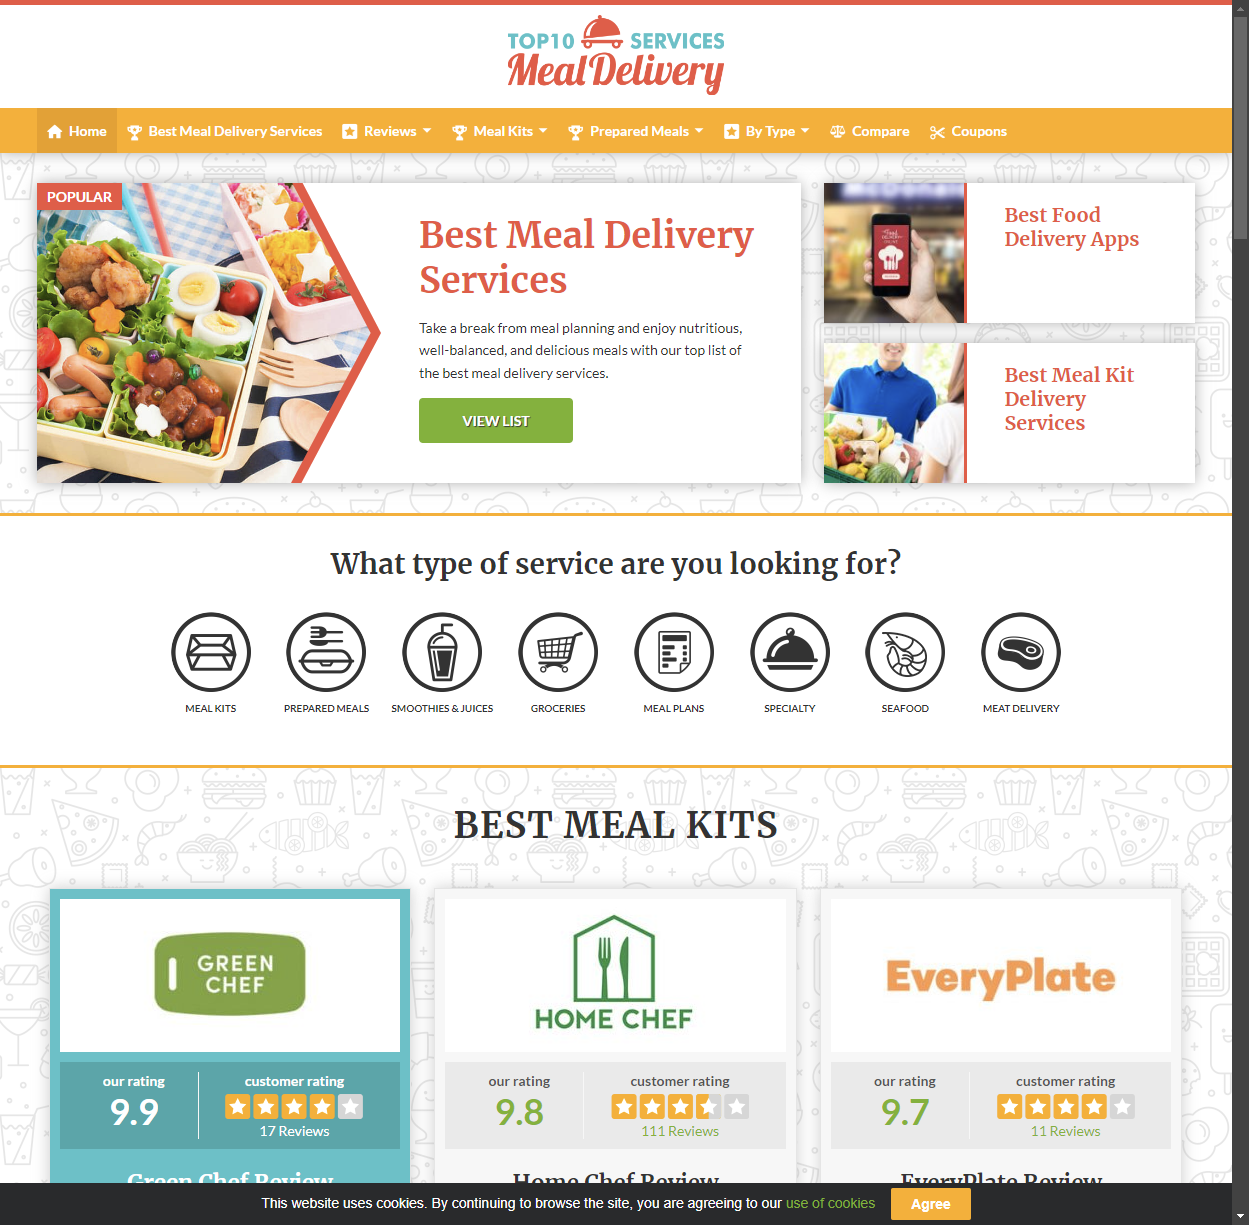 TOP10 SERVICES
Meal Delivery
Home
Best Meal Delivery Services
Reviews
Meal Kits
Prepared Meals
By Type
Compare
Coupons
POPULAR
Best Meal Delivery
Services
Take a break from meal planning and enjoy nutritious,
well-balanced, and delicious meals with our top list of
the best meal delivery services.
VIEW LIST
Best Food
Delivery Apps
Best Meal Kit
Delivery
Services
What type of service are you looking for?
MEAL KITS
PREPARED MEALS
SMOOTHIES & JUICES
GROCERIES
MEAL PLANS
SPECIALTY
SEAFOOD
MEAT DELIVERY
BEST MEAL KITS
GREEN
CHEF
our rating
9.9
customer rating
17 Reviews
Green Chef Review
HOME CHEF
our rating
9.8
customer rating
111 Reviews
Home Chef Review
EveryPlate
our rating
9.7
customer rating
11 Reviews
EveryPlate Review
This website uses cookies. By continuing to browse the site, you are agreeing to our use of cookies
Agree